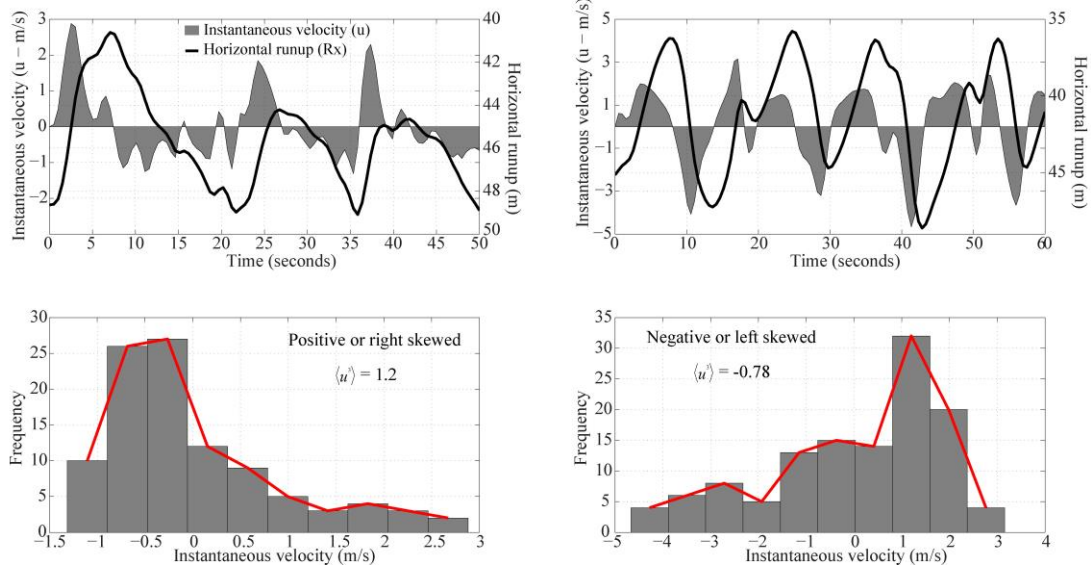 Instantaneous velocity (u – m/s)
3
2
1
0
−1
−2
Instantaneous velocity (u)
Horizontal runup (Rx)
40
42
44
46
48
50
Horizontal runup (m)
0 5 10 15 20 25 30 35 40 45 50
Time (seconds)
Instantaneous velocity (u – m/s)
5
3
1
−1
−3
−5
35
40
45
Horizontal runup (m)
0 10 20 30 40 50 60
Time (seconds)
Frequency
30
25
20
15
10
5
0
Positive or right skewed
⟨u³⟩ = 1.2
−1.5 −1 −0.5 0 0.5 1 1.5 2 2.5 3
Instantaneous velocity (m/s)
Frequency
35
30
25
20
15
10
5
0
Negative or left skewed
⟨u³⟩ = -0.78
−5 −4 −3 −2 −1 0 1 2 3 4
Instantaneous velocity (m/s)